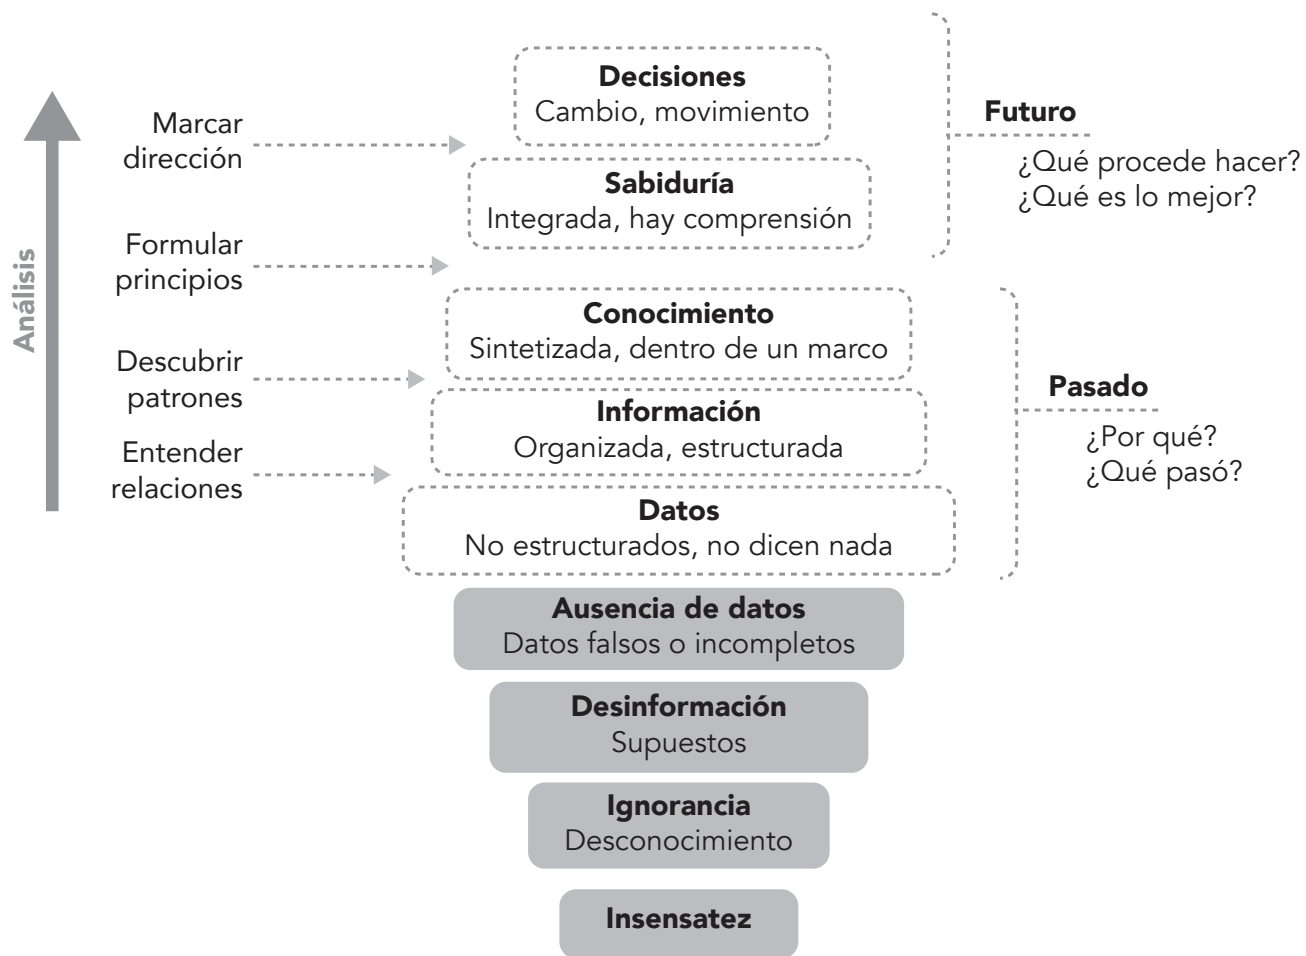 Decisiones
Cambio, movimiento
Marcar
dirección
Futuro
¿Qué procede hacer?
¿Qué es lo mejor?
Sabiduría
Integrada, hay comprensión
Formular
principios
Análisis
Conocimiento
Sintetizada, dentro de un marco
Descubrir
patrones
Pasado
¿Por qué?
¿Qué pasó?
Información
Organizada, estructurada
Entender
relaciones
Datos
No estructurados, no dicen nada
Ausencia de datos
Datos falsos o incompletos
Desinformación
Supuestos
Ignorancia
Desconocimiento
Insensatez